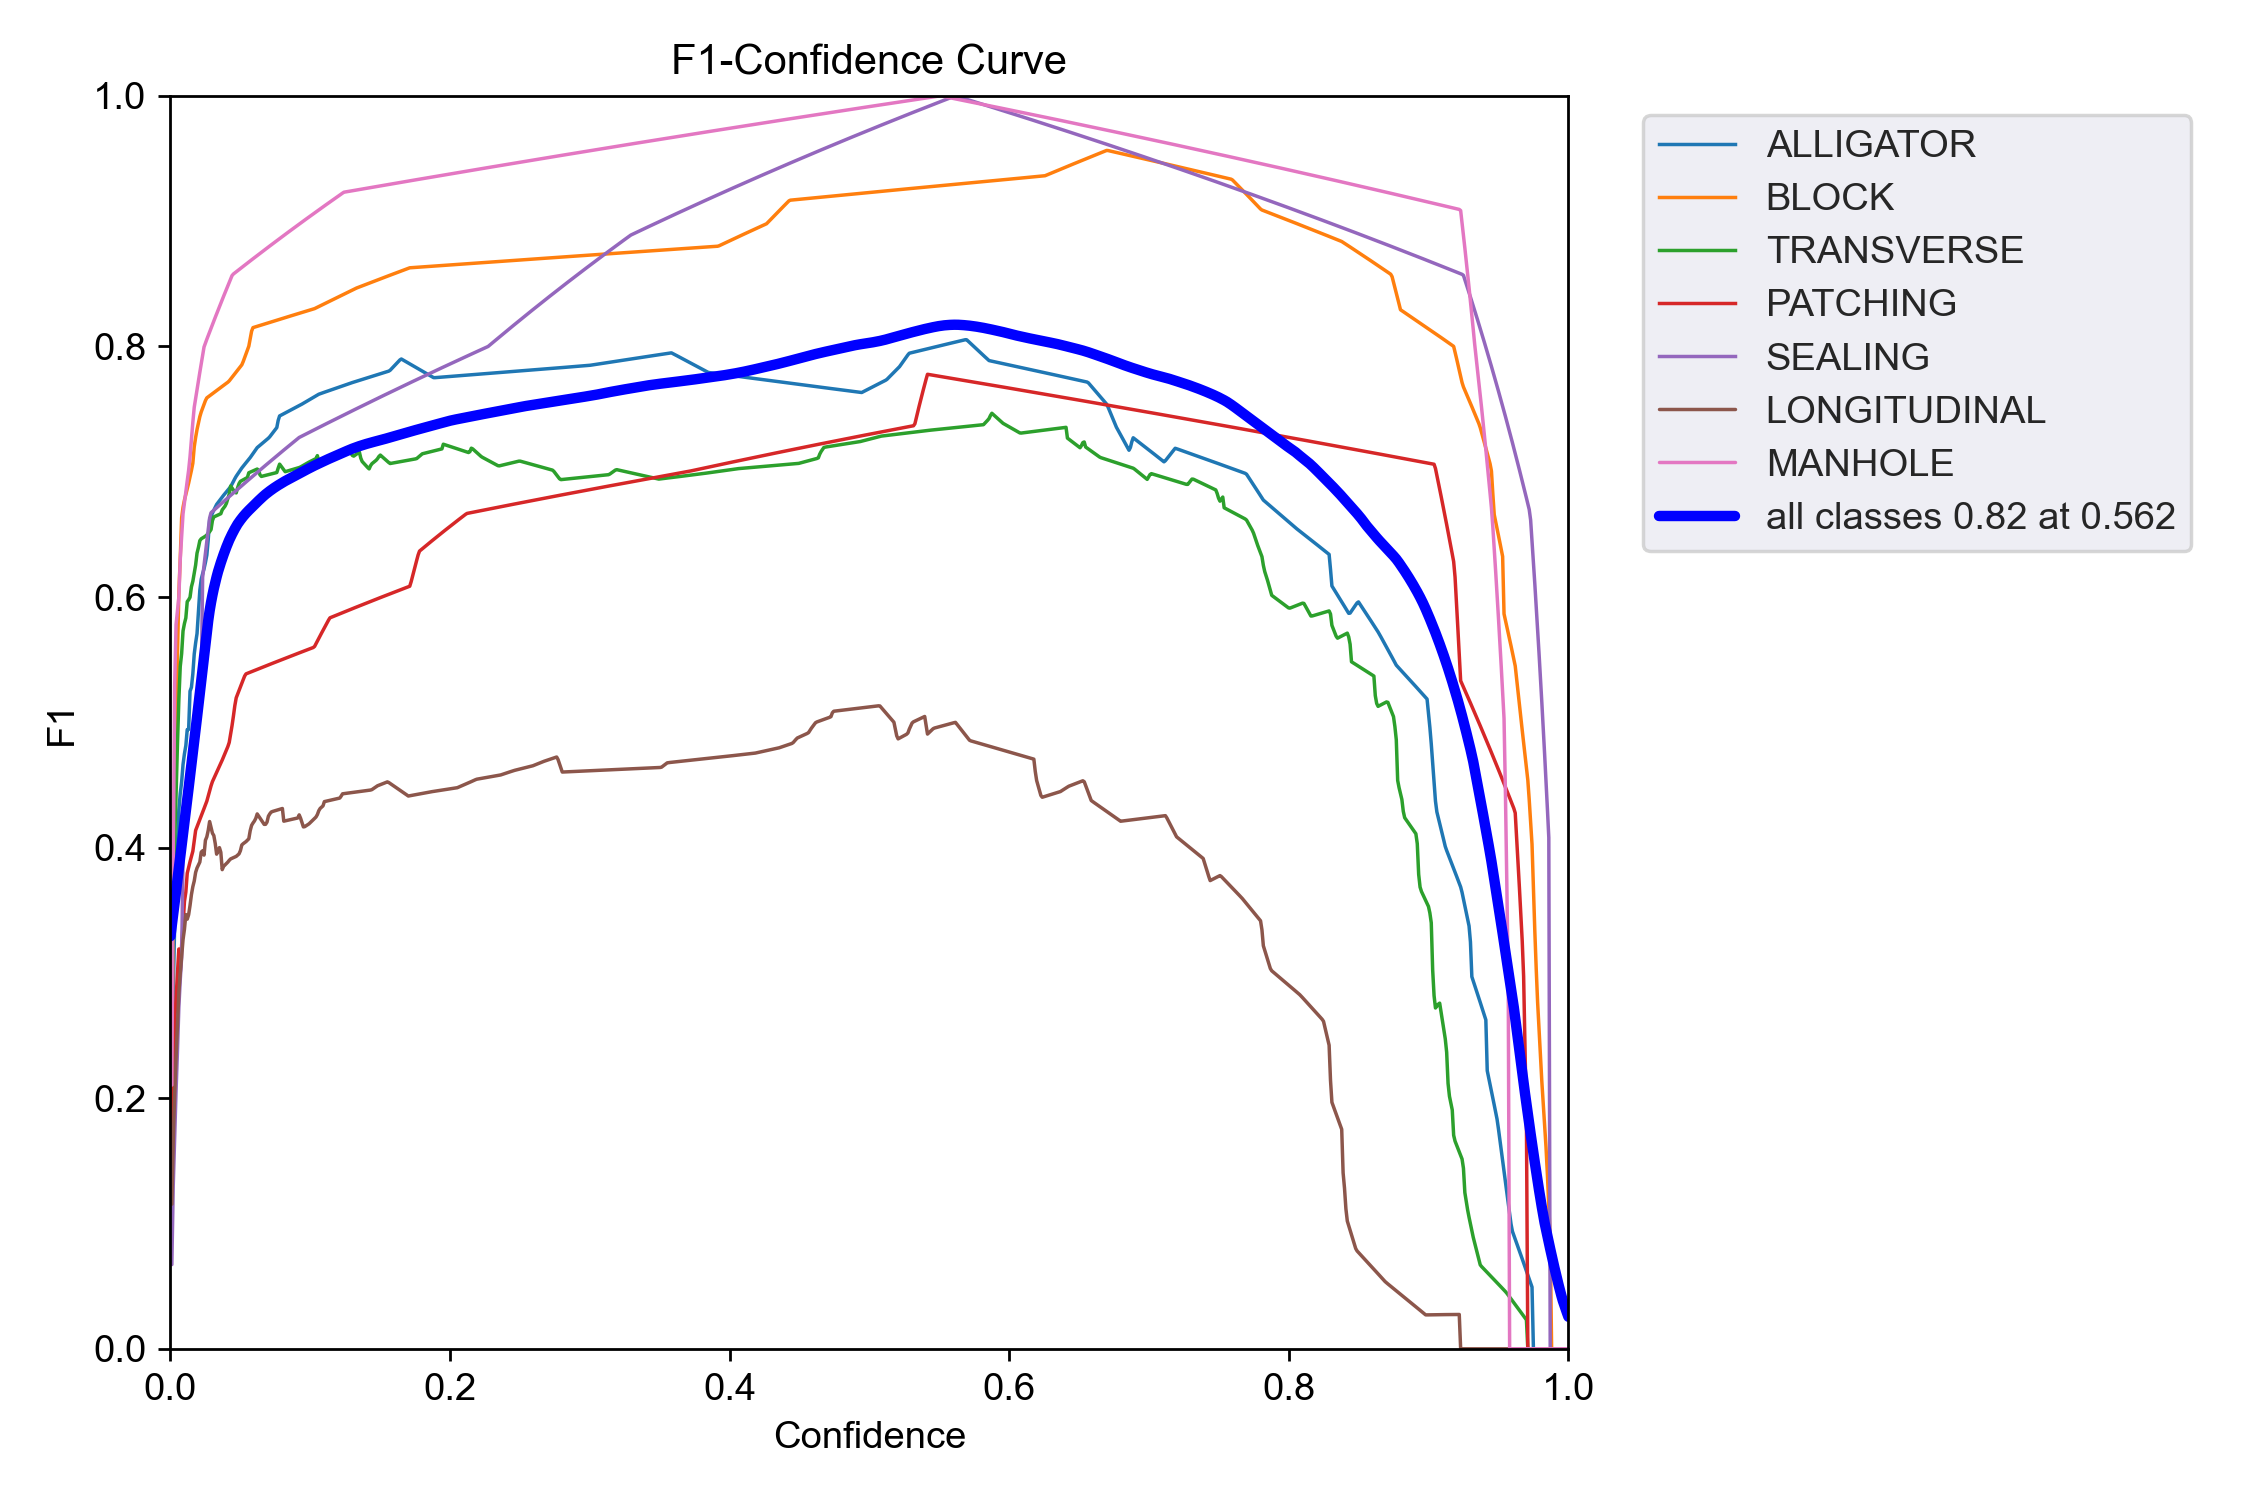 F1-Confidence Curve
1.0
0.8
0.6
0.4
0.2
0.0
F1
0.0 0.2 0.4 0.6 0.8 1.0
Confidence
ALLIGATOR
BLOCK
TRANSVERSE
PATCHING
SEALING
LONGITUDINAL
MANHOLE
all classes 0.82 at 0.562